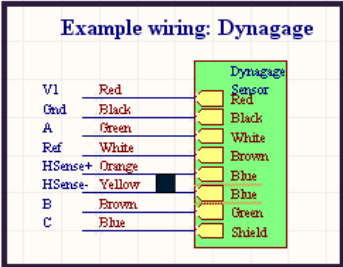 Example wiring: Dynagage
Dynagage
Sensor
V1 Red Red
Gnd Black Black
A Green White
Ref White Brown
HSense+ Orange Blue
HSense- Yellow Blue
B Brown Green
C Blue Shield